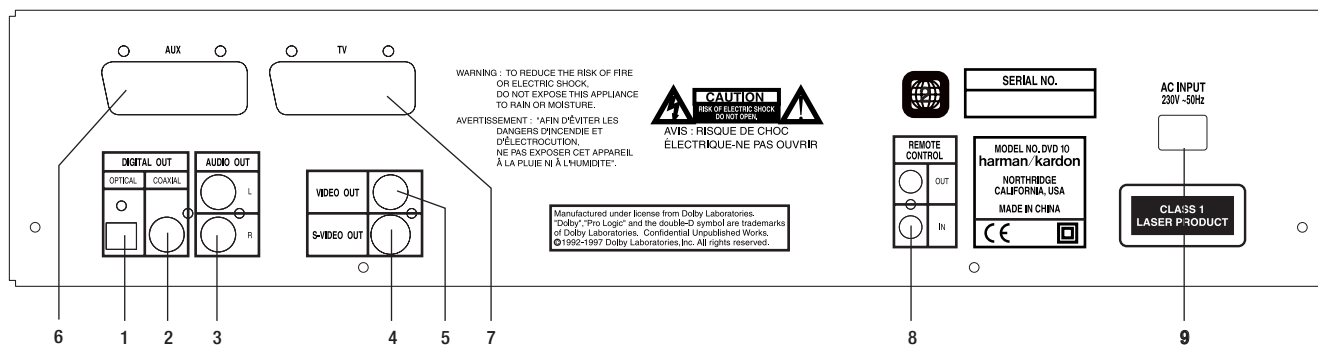 AUX
TV
WARNING : TO REDUCE THE RISK OF FIRE
OR ELECTRIC SHOCK,
DO NOT EXPOSE THIS APPLIANCE
TO RAIN OR MOISTURE.
AVERTISSEMENT : "AFIN D'ÉVITER LES
DANGERS D'INCENDIE ET
D'ÉLECTROCUTION,
NE PAS EXPOSER CET APPAREIL
À LA PLUIE NI À L'HUMIDITE".
CAUTION
RISK OF ELECTRIC SHOCK
DO NOT OPEN.
AVIS : RISQUE DE CHOC
ÉLECTRIQUE-NE PAS OUVRIR
SERIAL NO.
AC INPUT
230V ~50Hz
DIGITAL OUT
OPTICAL
COAXIAL
AUDIO OUT
L
R
VIDEO OUT
S-VIDEO OUT
Manufactured under license from Dolby Laboratories.
"Dolby","Pro Logic" and the double-D symbol are trademarks
of Dolby Laboratories. Confidential Unpublished Works.
©1992-1997 Dolby Laboratories,Inc. All rights reserved.
REMOTE
CONTROL
OUT
IN
MODEL NO. DVD 10
harman/kardon
NORTHRIDGE
CALIFORNIA, USA
MADE IN CHINA
CE
CLASS 1
LASER PRODUCT
6
1
2
3
4
5
7
8
9